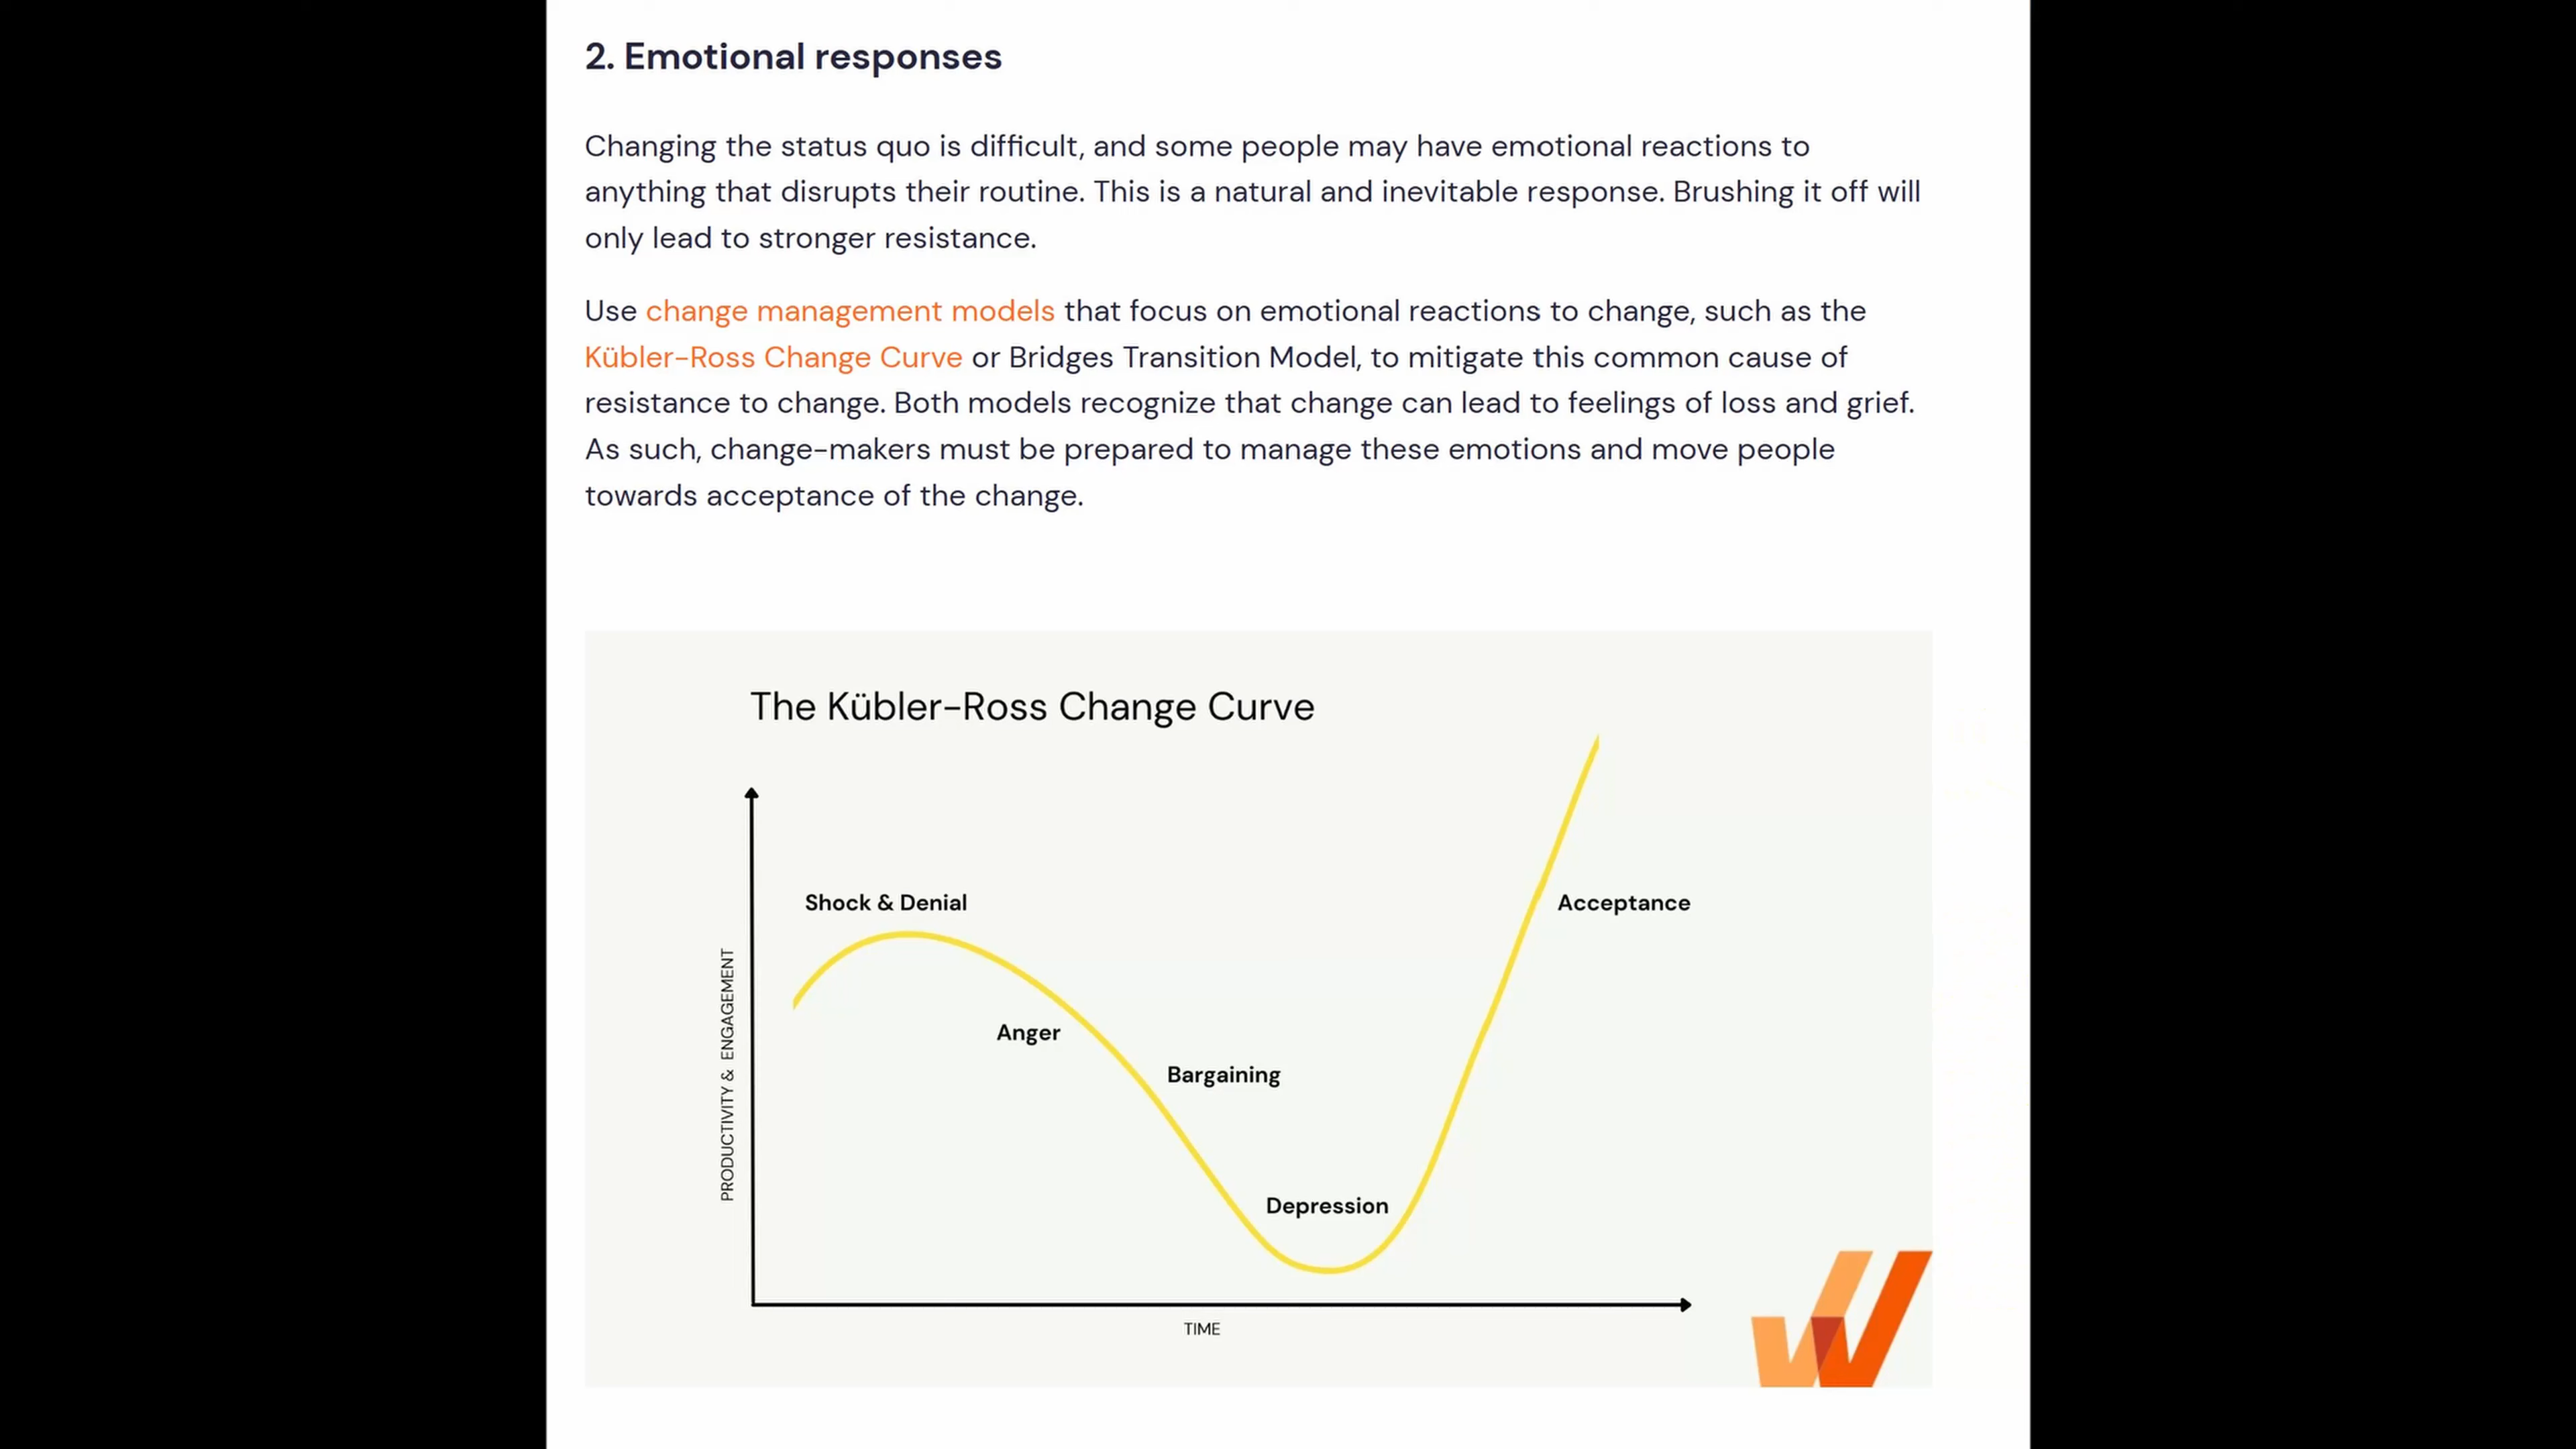 2. Emotional responses
Changing the status quo is difficult, and some people may have emotional reactions to
anything that disrupts their routine. This is a natural and inevitable response. Brushing it off will
only lead to stronger resistance.
Use change management models that focus on emotional reactions to change, such as the
Kübler-Ross Change Curve or Bridges Transition Model, to mitigate this common cause of
resistance to change. Both models recognize that change can lead to feelings of loss and grief.
As such, change-makers must be prepared to manage these emotions and move people
towards acceptance of the change.
The Kübler-Ross Change Curve
PRODUCTIVITY & ENGAGEMENT
Shock & Denial
Anger
Bargaining
Depression
Acceptance
TIME